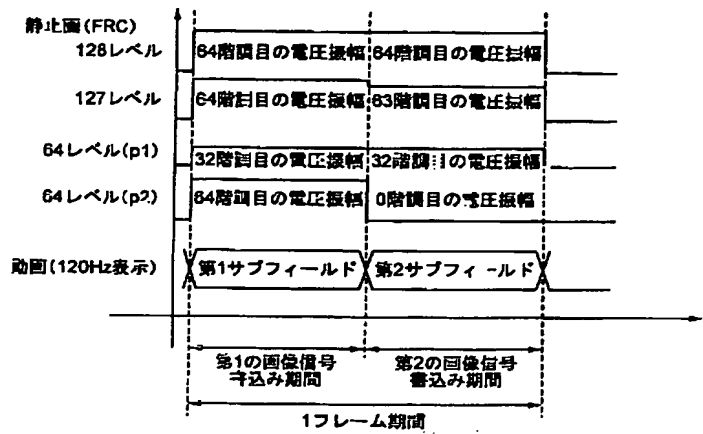 静止画(FRC)
128レベル 64階調目の電圧振幅 64階調目の電圧振幅
127レベル 64階調目の電圧振幅 63階調目の電圧振幅
64レベル(p1) 32階調目の電圧振幅 32階調目の電圧振幅
64レベル(p2) 64階調目の電圧振幅 0階調目の電圧振幅
動画(120Hz表示) 第1サブフィールド 第2サブフィールド
第1の画像信号 第2の画像信号
書込み期間 書込み期間
1フレーム期間